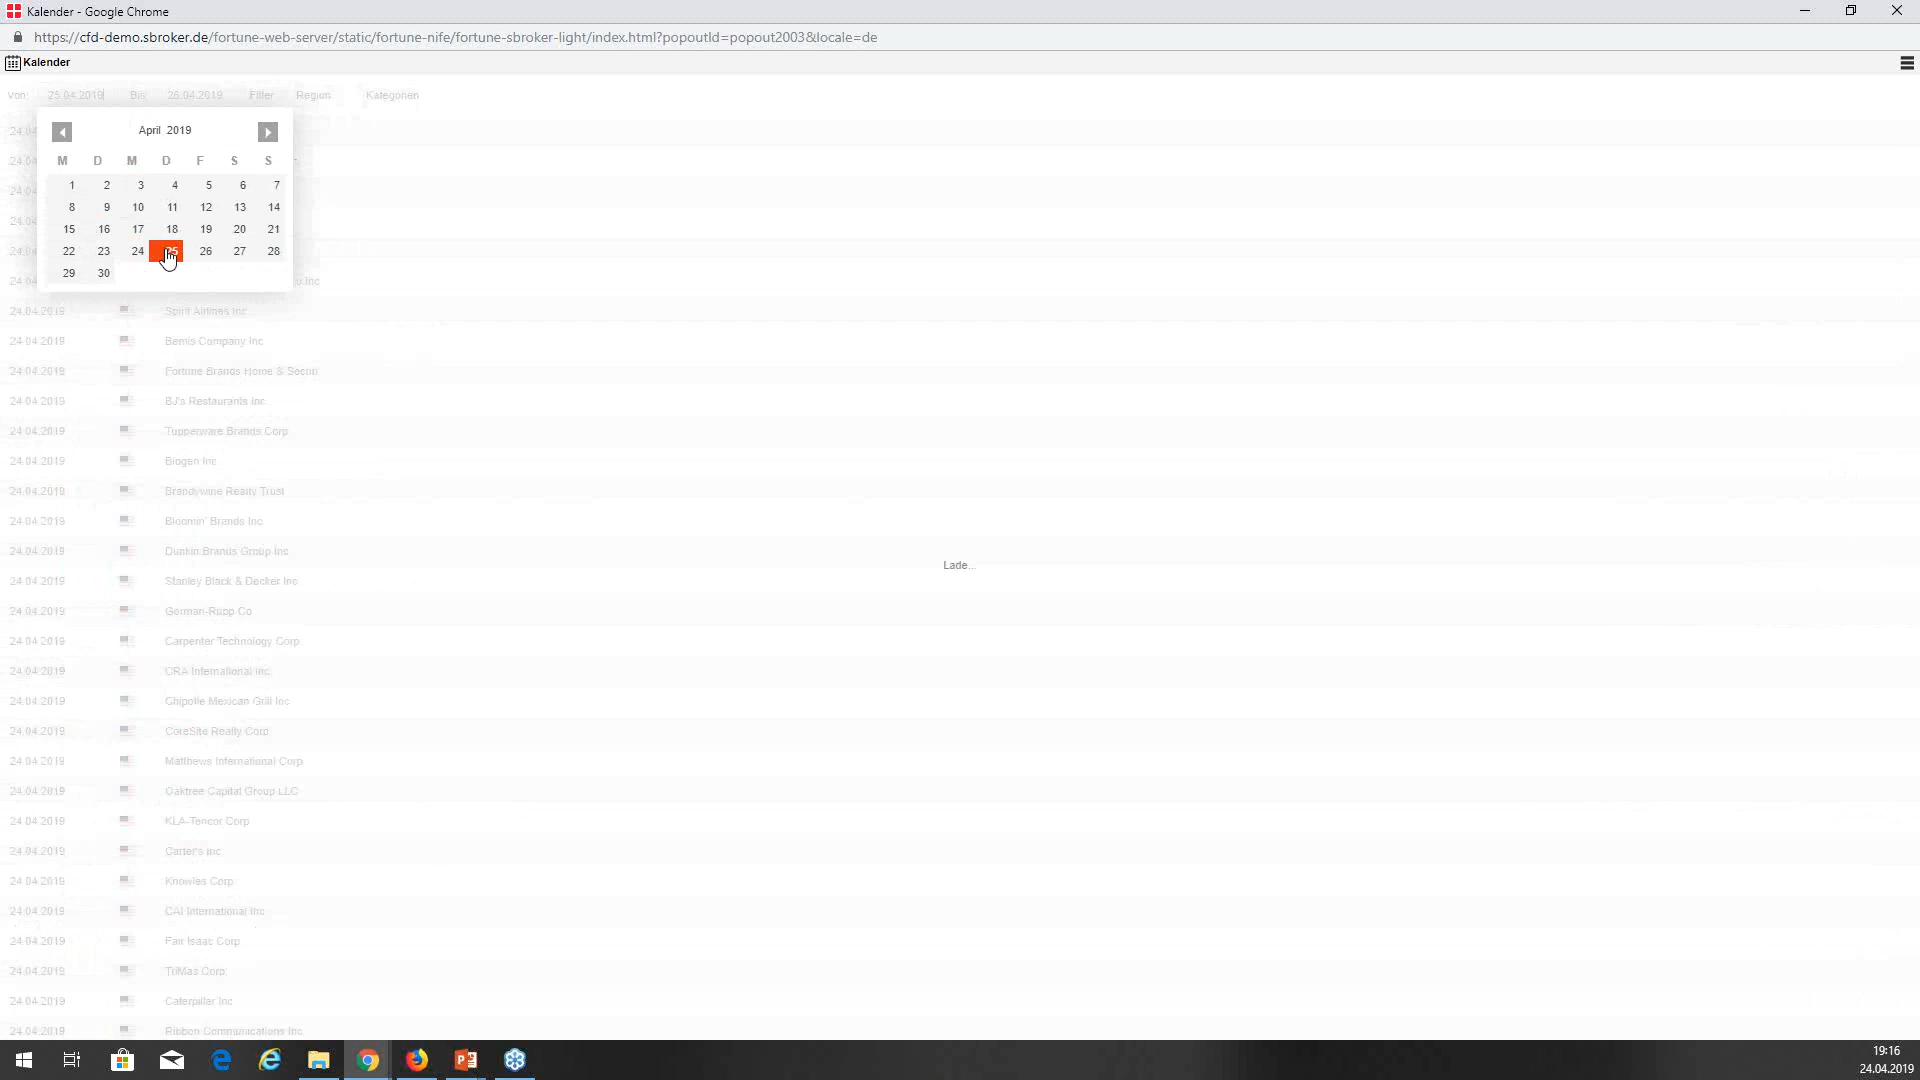 Kalender - Google Chrome
https://cfd-demo.sbroker.de/fortune-web-server/static/fortune-nife/fortune-sbroker-light/index.html?popoutId=popout2003&locale=de
Kalender
Von: 25.04.2019 Bis 26.04.2019 Filter Region Kategorien
April 2019
M D M D F S S
1 2 3 4 5 6 7
8 9 10 11 12 13 14
15 16 17 18 19 20 21
22 23 24 25 26 27 28
29 30
24.04.2019 Spirit Airlines Inc
24.04.2019 Bemis Company Inc
24.04.2019 Fortune Brands Home & Securi
24.04.2019 BJ's Restaurants Inc
24.04.2019 Tupperware Brands Corp
24.04.2019 Biogen Inc
24.04.2019 Brandywine Realty Trust
24.04.2019 Bloomin' Brands Inc
24.04.2019 Dunkin Brands Group Inc
Lade...
24.04.2019 Stanley Black & Decker Inc
24.04.2019 Gorman-Rupp Co
24.04.2019 Carpenter Technology Corp
24.04.2019 CRA International Inc
24.04.2019 Chipotle Mexican Grill Inc
24.04.2019 CoreSite Realty Corp
24.04.2019 Matthews International Corp
24.04.2019 Oaktree Capital Group LLC
24.04.2019 KLA-Tencor Corp
24.04.2019 Carter's Inc
24.04.2019 Knowles Corp
24.04.2019 CAI International Inc
24.04.2019 Fair Isaac Corp
24.04.2019 TriMas Corp
24.04.2019 Caterpillar Inc
24.04.2019 Ribbon Communications Inc
19:16
24.04.2019